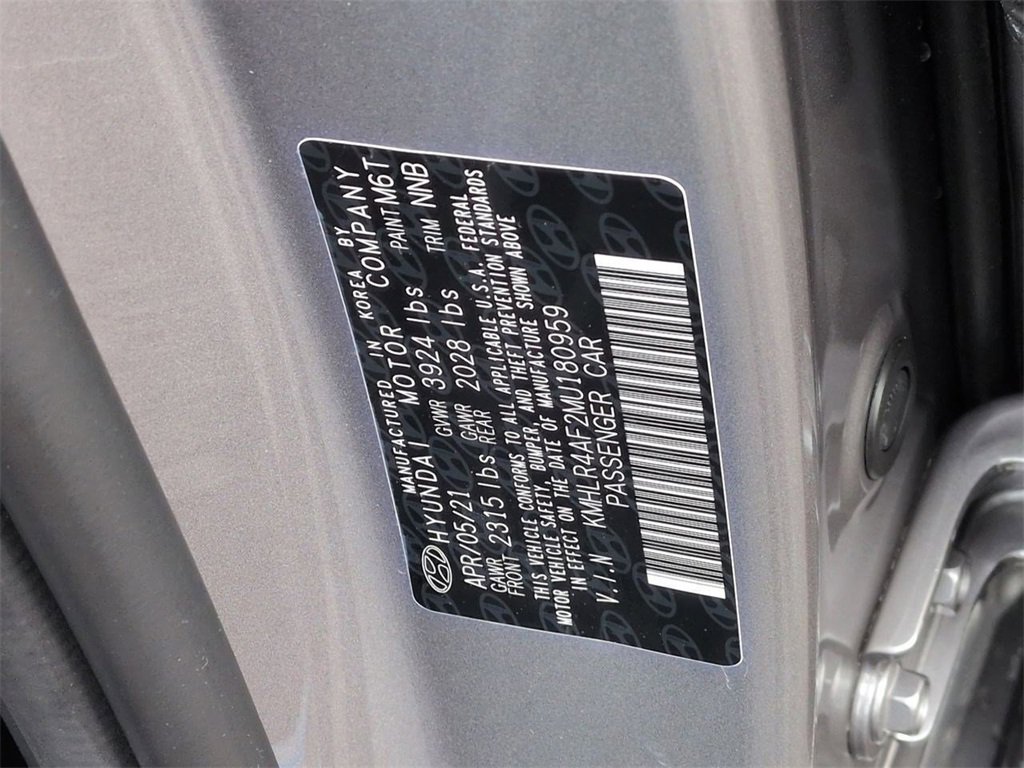 MANUFACTURED IN KOREA BY
HYUNDAI MOTOR COMPANY
APR/05/21 GVWR 3924 lbs PAINT M6T
GAWR FRONT 2315 lbs GAWR REAR 2028 lbs TRIM NNB
THIS VEHICLE CONFORMS TO ALL APPLICABLE U.S.A. FEDERAL
MOTOR VEHICLE SAFETY, BUMPER, AND THEFT PREVENTION STANDARDS
IN EFFECT ON THE DATE OF MANUFACTURE SHOWN ABOVE
V.I.N : KMHLR4AF2MU180959
PASSENGER CAR